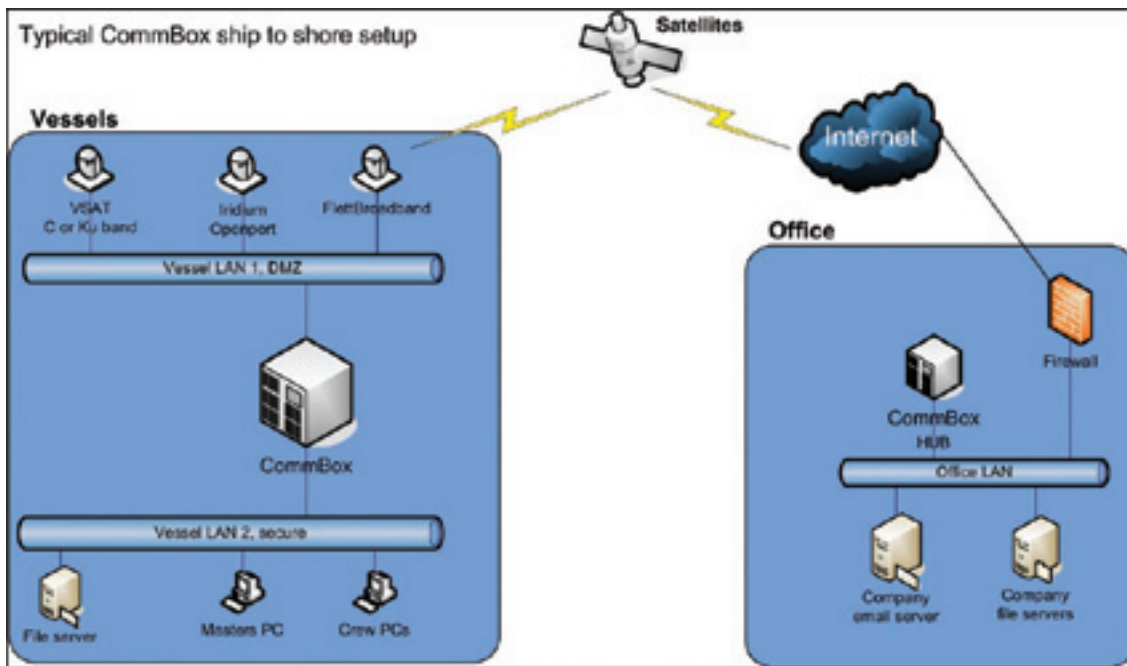 Typical CommBox ship to shore setup
Satellites
Vessels
Internet
VSAT
C or Ku band
Iridium
Openport
FleetBroadband
Office
Vessel LAN 1, DMZ
Firewall
CommBox
CommBox
HUB
Office LAN
Vessel LAN 2, secure
File server
Masters PC
Crew PCs
Company
email server
Company
file servers